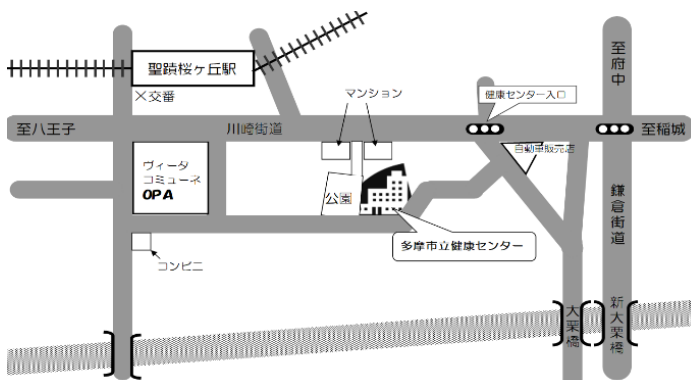 聖蹟桜ヶ丘駅
×交番
至府中
マンション
健康センター入口
至八王子
川崎街道
至稲城
自動車販売店
ヴィータ
コミューネ
OPA
公園
鎌倉街道
多摩市立健康センター
コンビニ
大栗橋
新大栗橋